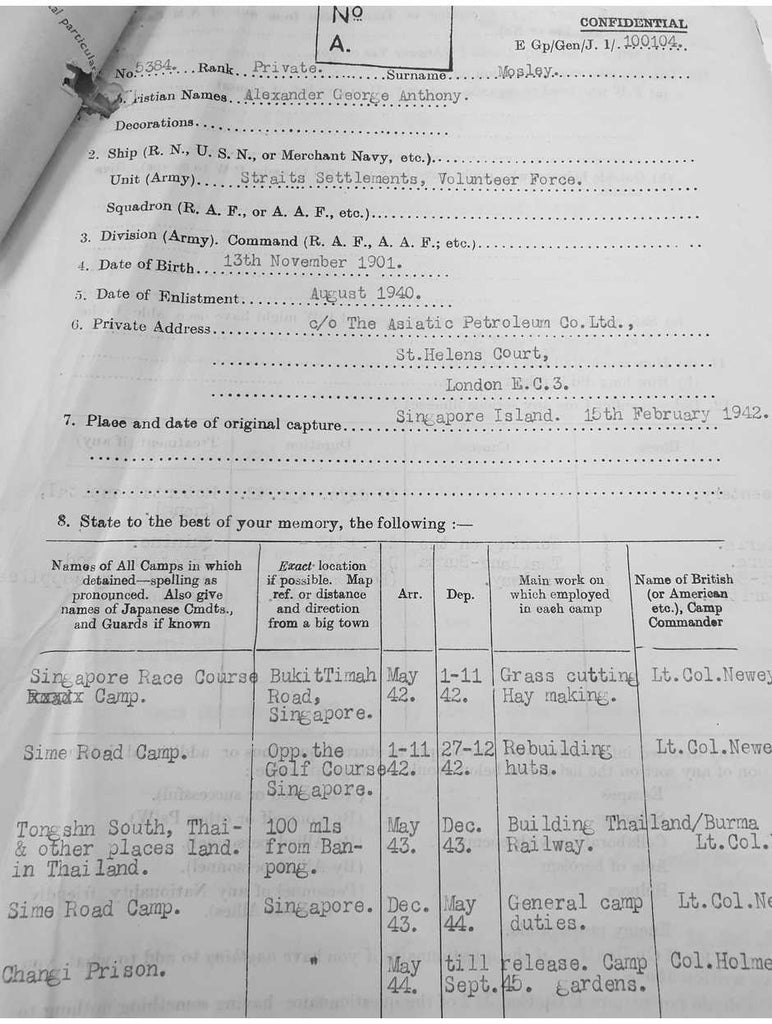 al particular
No
A.
CONFIDENTIAL
E Gp/Gen/J. 1/.100104.
No.5384. Rank. Private. Surname. Mosley.
ristian Names. Alexander George Anthony.
Decorations.
2. Ship (R. N., U. S. N., or Merchant Navy, etc.).
Unit (Army). Straits Settlements, Volunteer Force.
Squadron (R. A. F., or A. A. F., etc.)
3. Division (Army). Command (R. A. F., A. A. F.; etc.)
4. Date of Birth. 13th November 1901.
5. Date of Enlistment. August 1940.
6. Private Address. c/o The Asiatic Petroleum Co.Ltd.,
St.Helens Court,
London E.C.3.
7. Place and date of original capture. Singapore Island. 15th February 1942.
8. State to the best of your memory, the following :—
Names of All Camps in which
detained—spelling as
pronounced. Also give
names of Japanese Cmdts.,
and Guards if known
Exact location
if possible. Map
ref. or distance
and direction
from a big town
Arr.
Dep.
Main work on
which employed
in each camp
Name of British
(or American
etc.), Camp
Commander
Singapore Race Course BukitTimah May 1-11 Grass cutting Lt.Col.Newey
Camp. Road, 42. 42. Hay making.
Singapore.
Sime Road Camp. Opp.the 1-11 27-12 Rebuilding Lt.Col.Newe
Golf Course 42. 42. huts.
Singapore.
Tongshn South, Thai- 100 mls May Dec. Building Thailand/Burma
& other places land. from Ban- 43. 43. Railway. Lt.Col.
in Thailand. pong.
Sime Road Camp. Singapore. Dec. May General camp Lt.Col.Ne
43. 44. duties.
Changi Prison. " May till release. Camp Col.Holme
44. Sept.45. gardens.